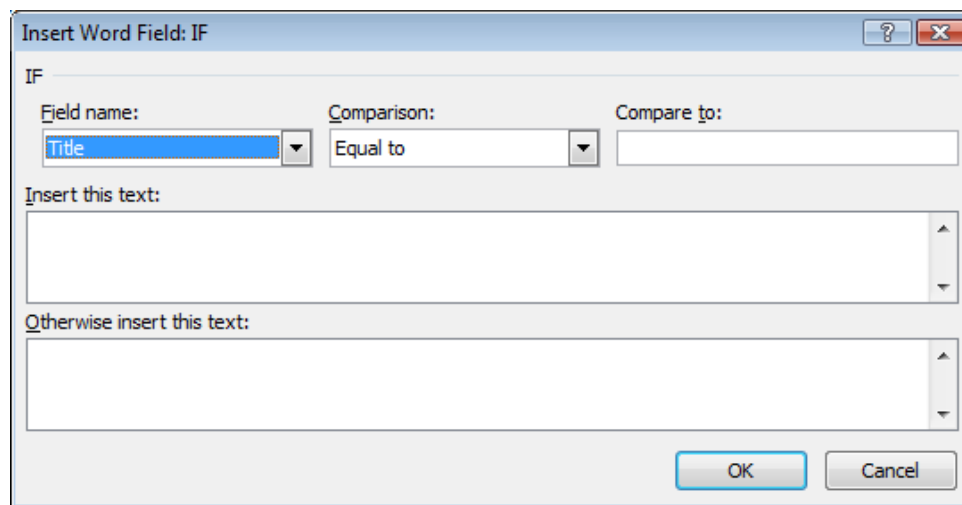 Insert Word Field: IF
IF
Field name: Comparison: Compare to:
Title Equal to
Insert this text:
Otherwise insert this text:
OK Cancel